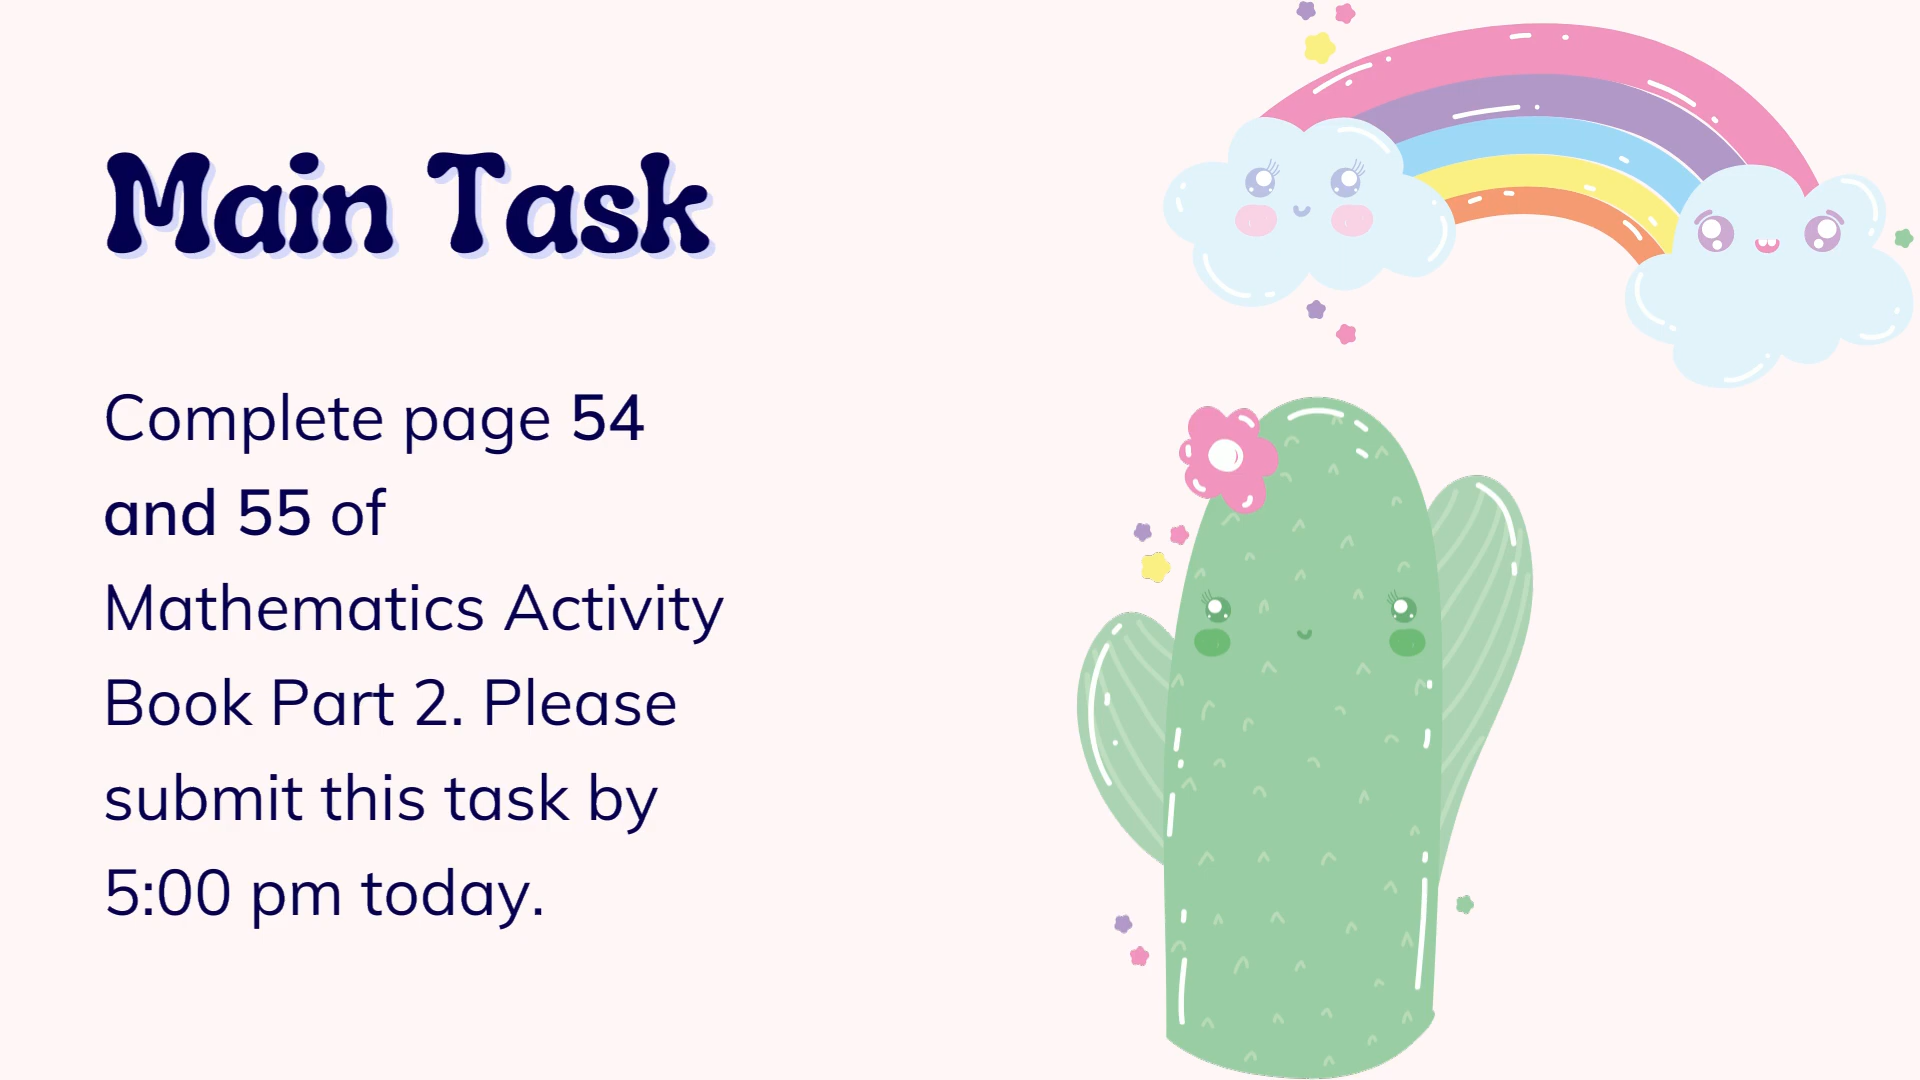 Main Task
Complete page 54
and 55 of
Mathematics Activity
Book Part 2. Please
submit this task by
5:00 pm today.